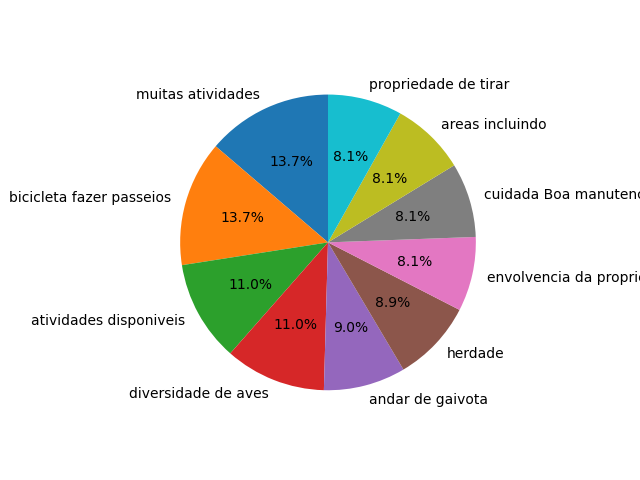 propriedade de tirar
muitas atividades
areas incluindo
8.1%
13.7%
8.1%
cuidada Boa manutenc
bicicleta fazer passeios
13.7%
8.1%
8.1%
envolvencia da proprie
11.0%
8.9%
atividades disponiveis
11.0%
9.0%
herdade
diversidade de aves
andar de gaivota